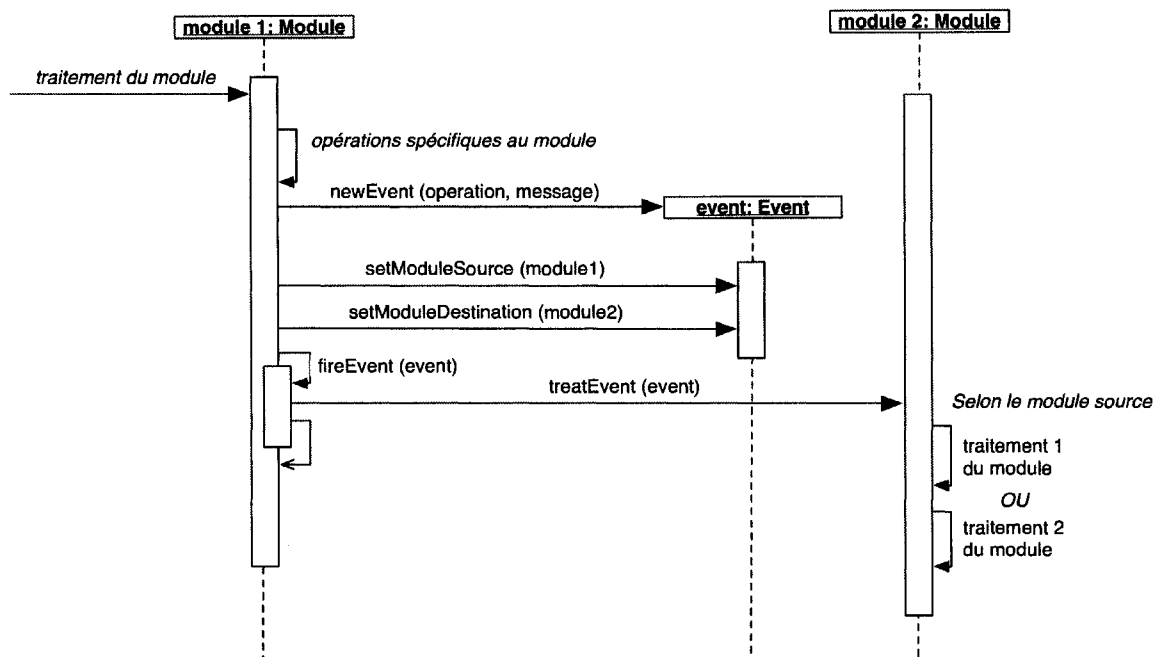 module 1: Module
module 2: Module
traitement du module
opérations spécifiques au module
newEvent (operation, message)
event: Event
setModuleSource (module1)
setModuleDestination (module2)
fireEvent (event)
treatEvent (event)
Selon le module source
traitement 1
du module
OU
traitement 2
du module